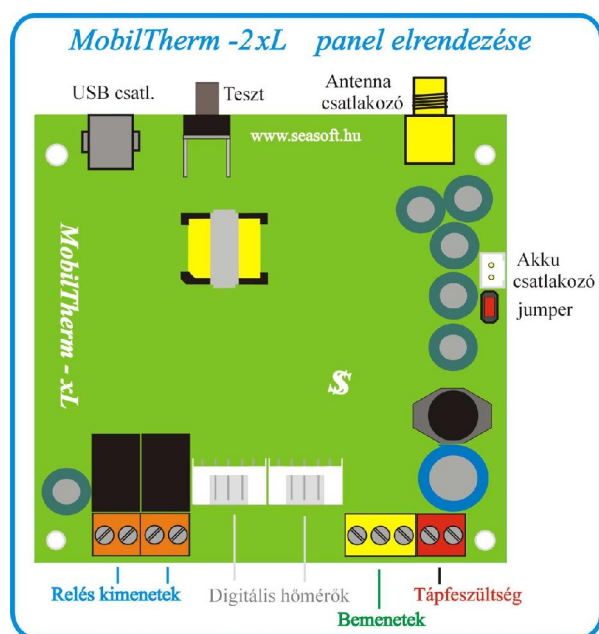 MobilTherm -2xL panel elrendezése
USB csatl.
Teszt
Antenna
csatlakozó
www.seasoft.hu
MobilTherm - xL
Akku
csatlakozó
jumper
S
Relés kimenetek
Digitális hőmérők
Bemenetek
Tápfeszültség